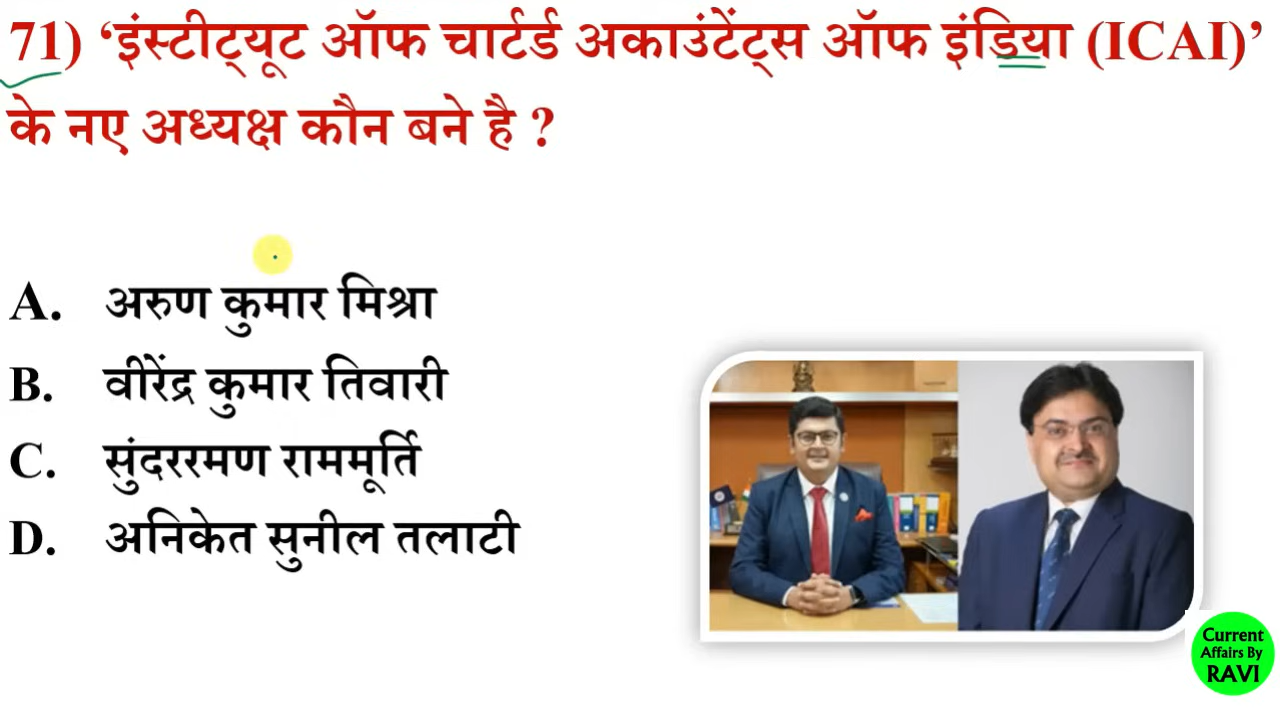 71) ‘इंस्टीट्यूट ऑफ चार्टर्ड अकाउंटेंट्स ऑफ इंडिया (ICAI)’
के नए अध्यक्ष कौन बने है ?
A. अरुण कुमार मिश्रा
B. वीरेंद्र कुमार तिवारी
C. सुंदररमण राममूर्ति
D. अनिकेत सुनील तलाटी
Current
Affairs By
RAVI